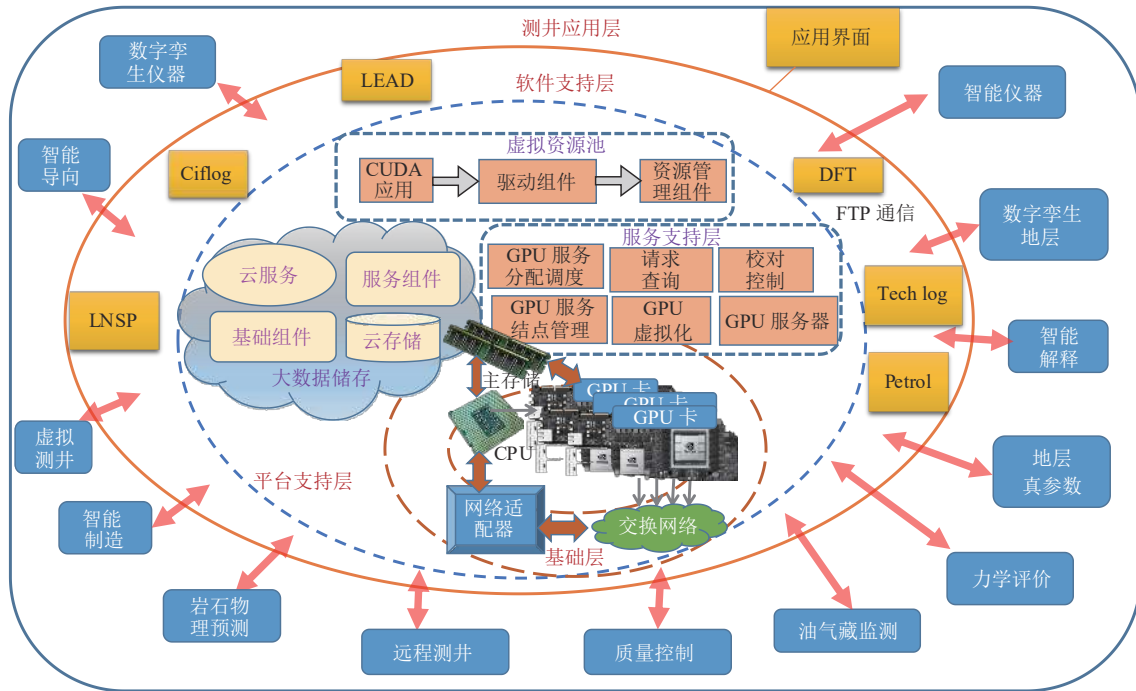 测井应用层
应用界面
数字孪
生仪器
LEAD
软件支持层
智能仪器
智能
导向
Ciflog
虚拟资源池
CUDA
应用
驱动组件
资源管
理组件
DFT
FTP 通信
数字孪生
地层
服务支持层
GPU 服务
分配调度
请求
查询
校对
控制
云服务
服务组件
LNSP
基础组件
云存储
大数据储存
GPU 服务
结点管理
GPU
虚拟化
GPU 服务器
Tech log
智能
解释
主存储
GPU 卡
GPU 卡
GPU 卡
Petrol
CPU
虚拟
测井
平台支持层
地层
真参数
智能
制造
网络适
配器
交换网络
基础层
力学评价
岩石物
理预测
远程测井
质量控制
油气藏监测